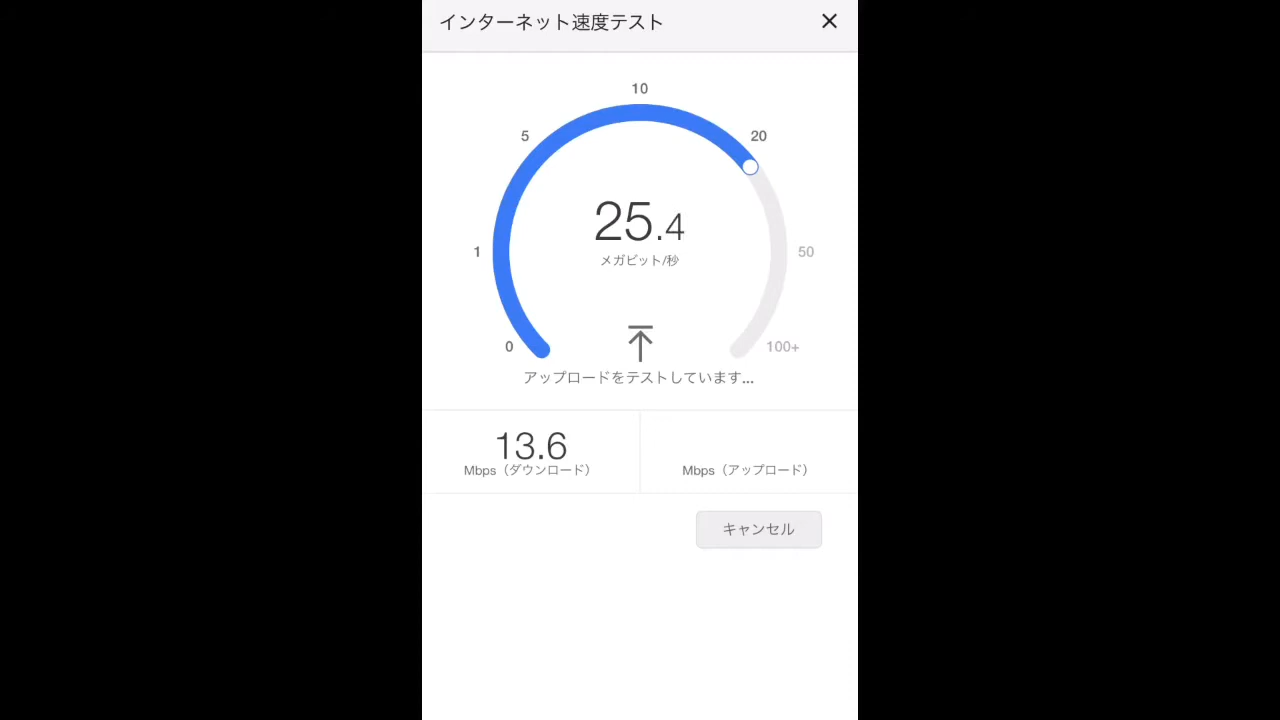 インターネット速度テスト
10
5
20
25.4
メガビット/秒
1
50
0
100+
アップロードをテストしています...
13.6
Mbps（ダウンロード）
Mbps（アップロード）
キャンセル